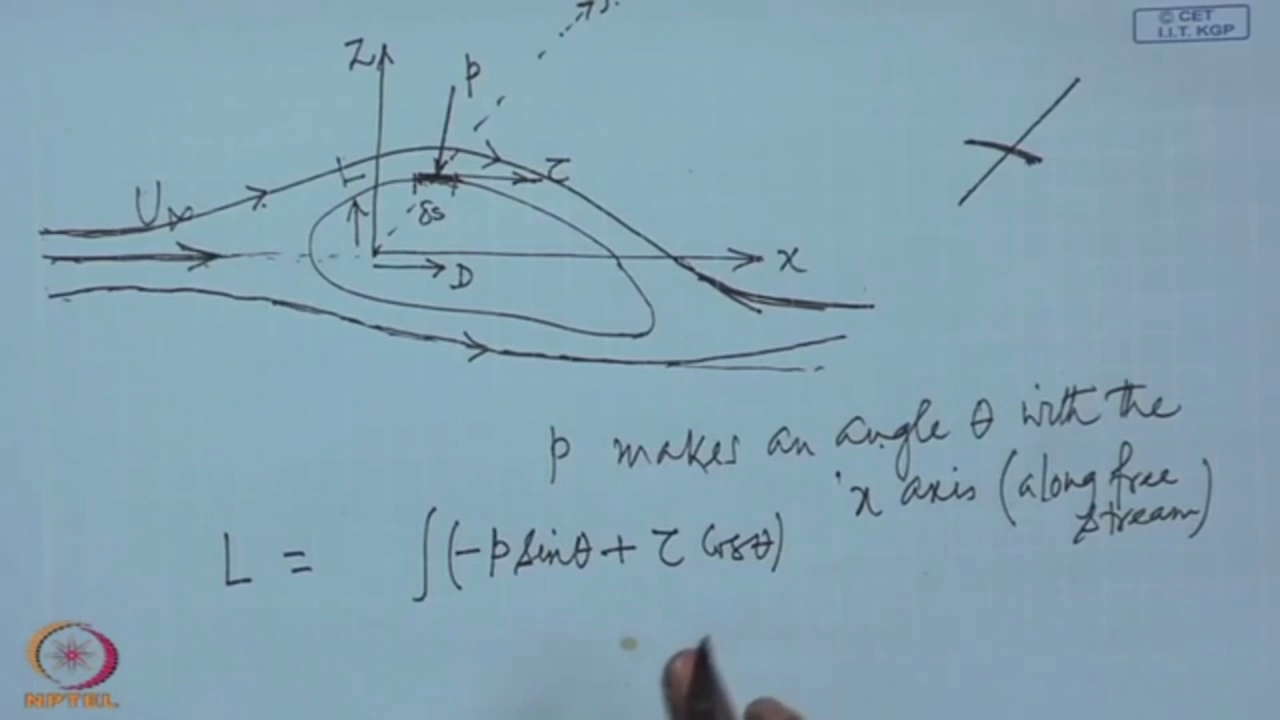 © CET
I.I.T. KGP
Z
p
L
τ
U∞
δs
x
D
p makes an angle θ with the
x axis (along free
stream)
L = ∫(-p sinθ + τ cosθ)
NPTEL